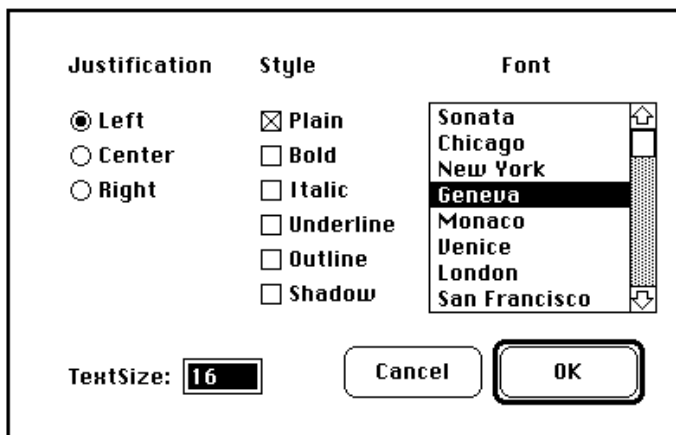 Justification
Left
Center
Right
Style
Plain
Bold
Italic
Underline
Outline
Shadow
Font
Sonata
Chicago
New York
Geneva
Monaco
Venice
London
San Francisco
TextSize: 16
Cancel
OK